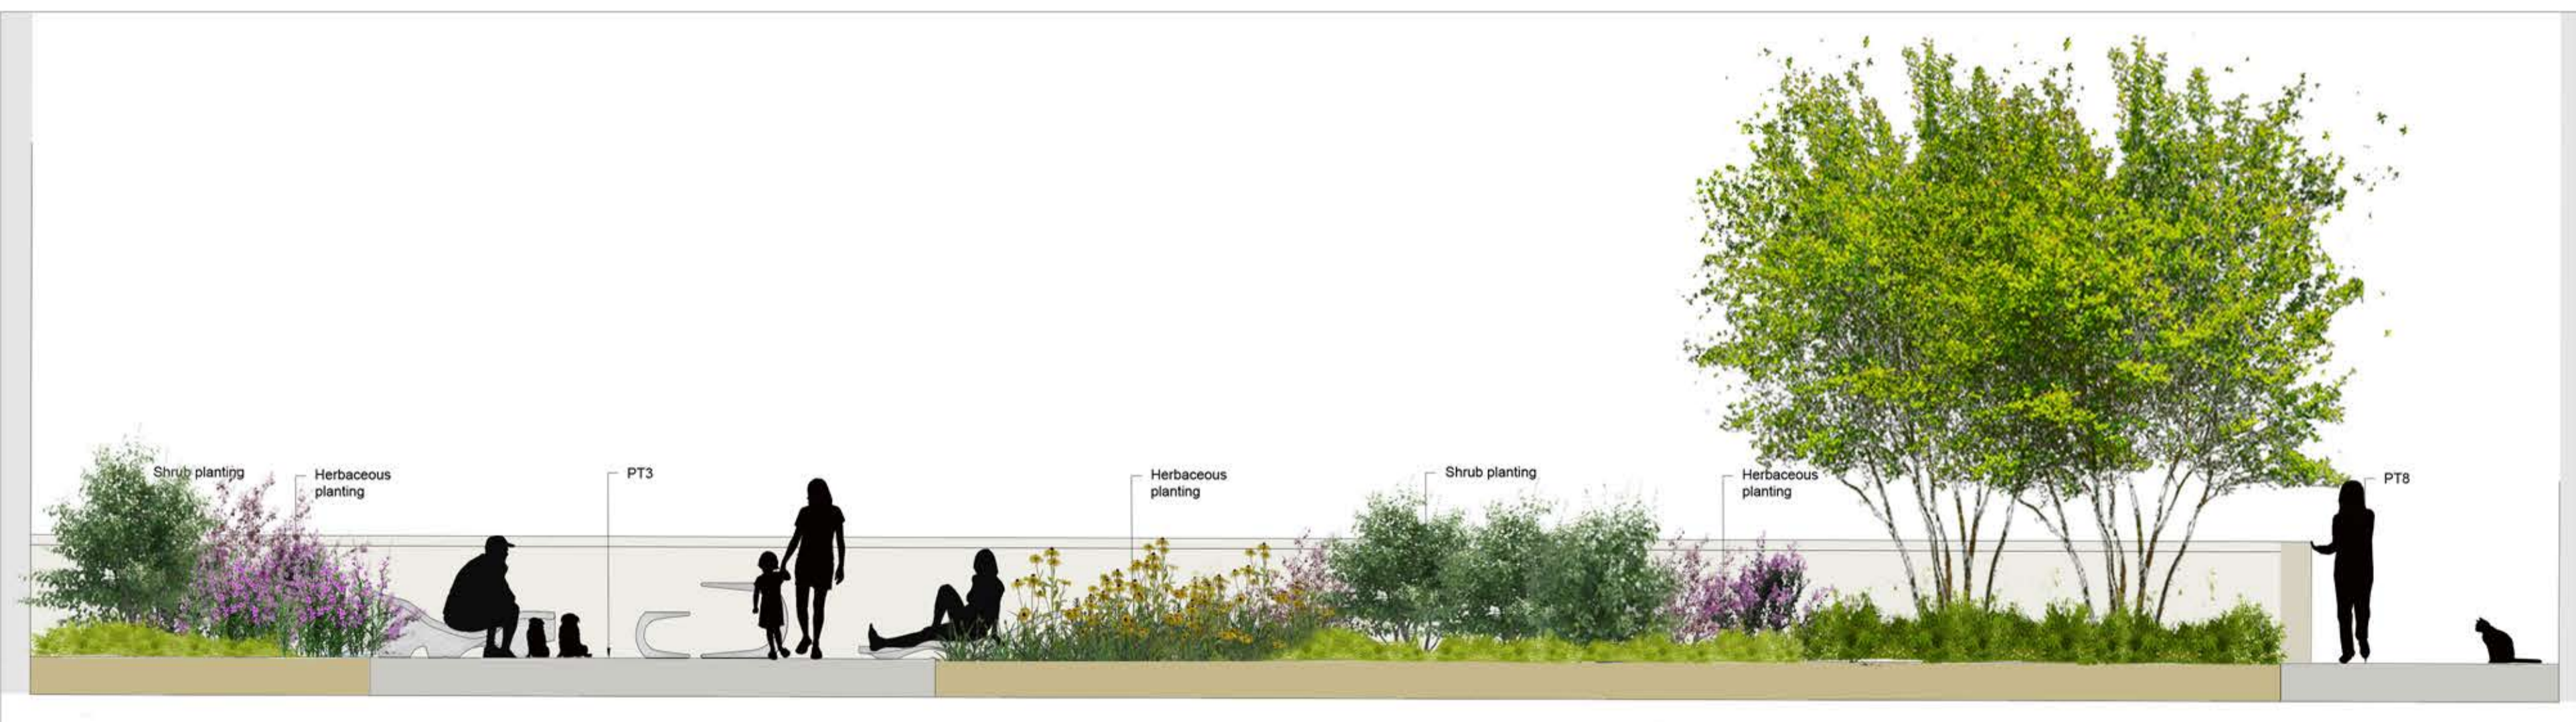 Shrub planting
Herbaceous
planting
PT3
Herbaceous
planting
Shrub planting
Herbaceous
planting
PT8